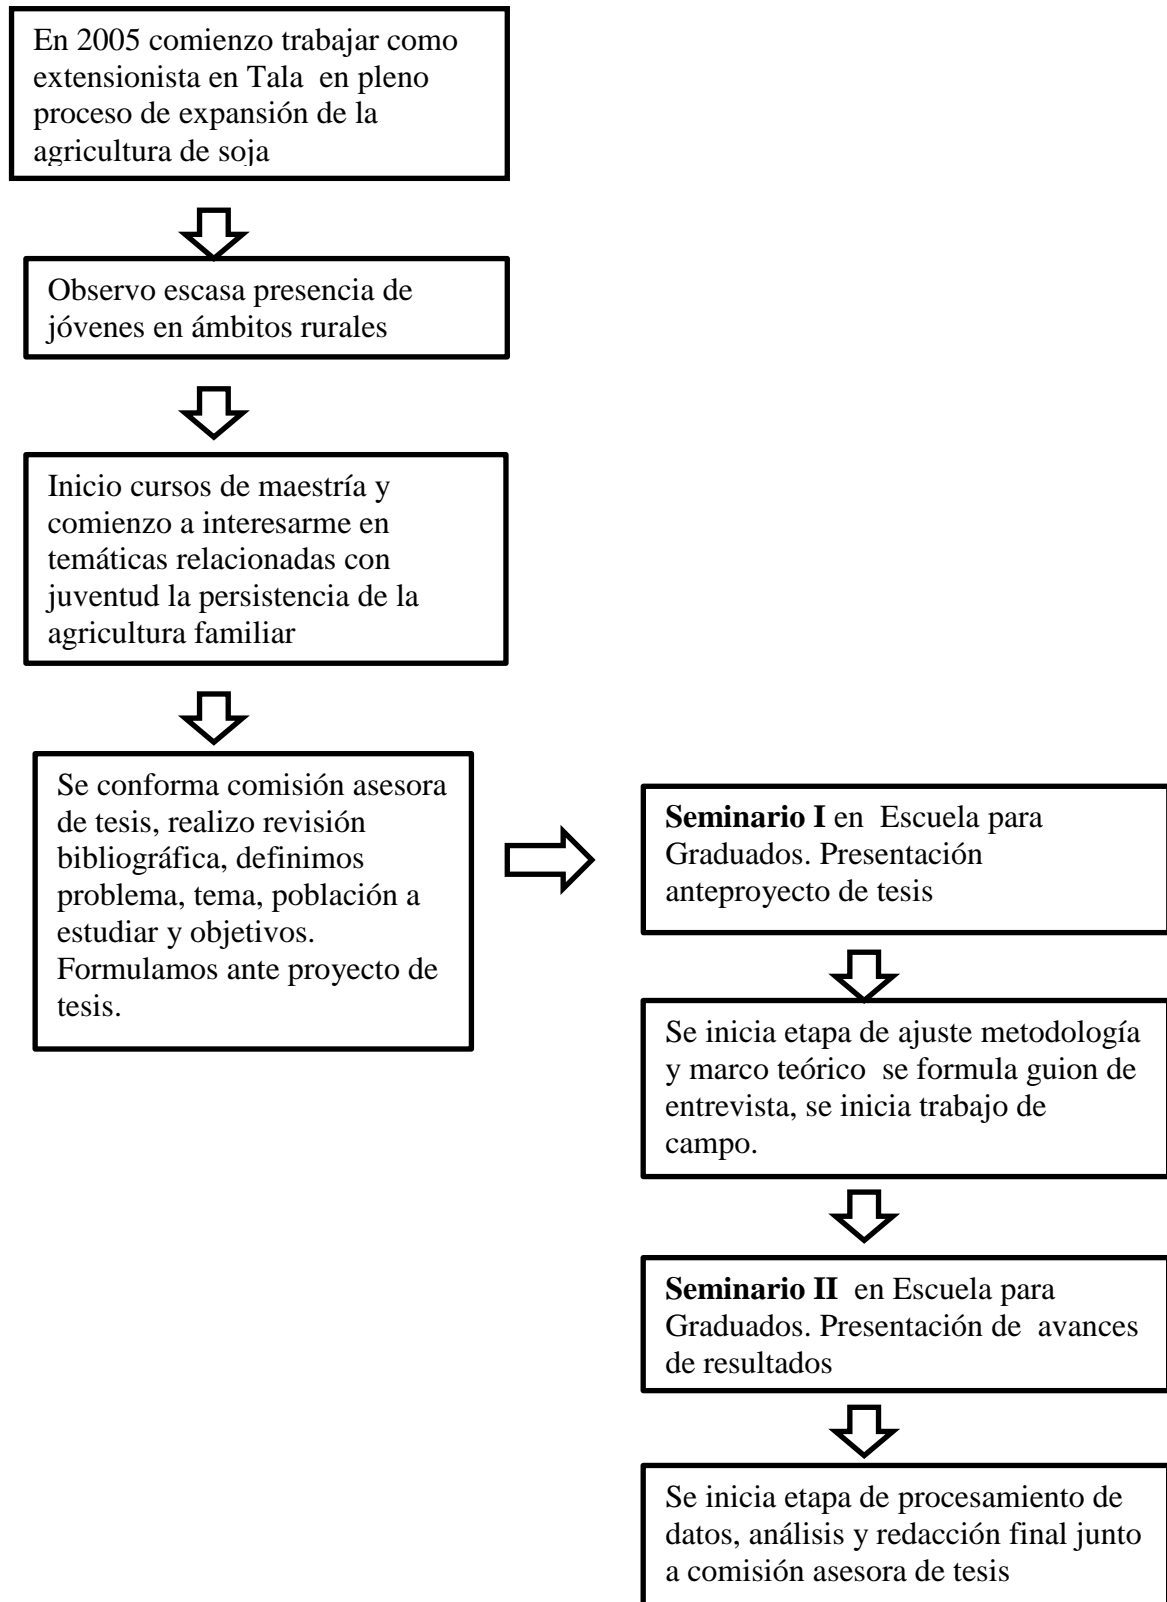 En 2005 comienzo trabajar como
extensionista en Tala en pleno
proceso de expansión de la
agricultura de soja
Observo escasa presencia de
jóvenes en ámbitos rurales
Inicio cursos de maestría y
comienzo a interesarme en
temáticas relacionadas con
juventud la persistencia de la
agricultura familiar
Se conforma comisión asesora
de tesis, realizo revisión
bibliográfica, definimos
problema, tema, población a
estudiar y objetivos.
Formulamos ante proyecto de
tesis.
Seminario I en Escuela para
Graduados. Presentación
anteproyecto de tesis
Se inicia etapa de ajuste metodología
y marco teórico se formula guion de
entrevista, se inicia trabajo de
campo.
Seminario II en Escuela para
Graduados. Presentación de avances
de resultados
Se inicia etapa de procesamiento de
datos, análisis y redacción final junto
a comisión asesora de tesis